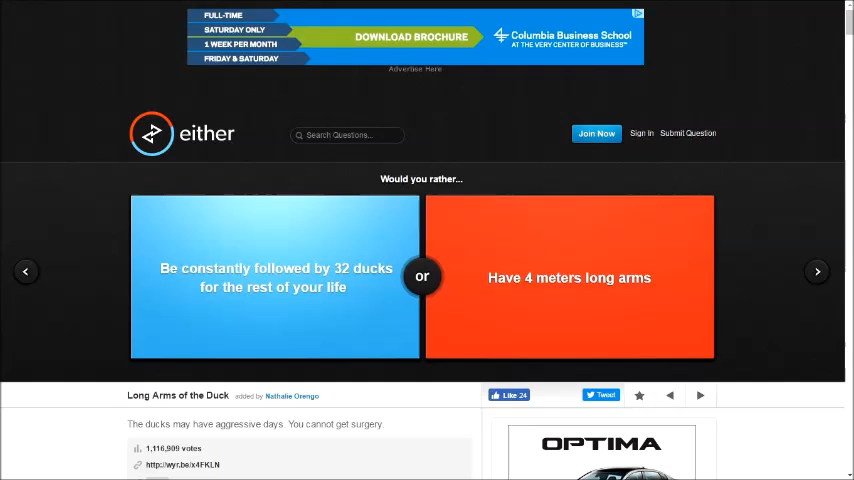 FULL-TIME
SATURDAY ONLY
1 WEEK PER MONTH
FRIDAY & SATURDAY
DOWNLOAD BROCHURE
Columbia Business School
AT THE VERY CENTER OF BUSINESS™
Advertise Here
either
Search Questions...
Join Now
Sign In
Submit Question
Would you rather...
Be constantly followed by 32 ducks
for the rest of your life
or
Have 4 meters long arms
Long Arms of the Duck added by Nathalie Orengo
Like 24
Tweet
The ducks may have aggressive days. You cannot get surgery.
1,116,909 votes
http://wyr.be/x4FKLN
OPTIMA